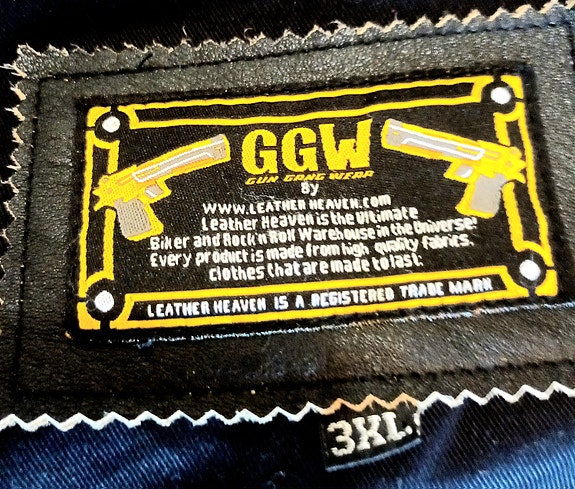 GGW
GUN GANG WEAR
By
WWW.LEATHER HEAVEN.com
Leather Heaven is the Ultimate
Biker and Rock'n'Roll Warehouse in the Universe!
Every product is made from high quality fabrics,
clothes that are made to last.
LEATHER HEAVEN IS A REGISTERED TRADE MARK
3XL